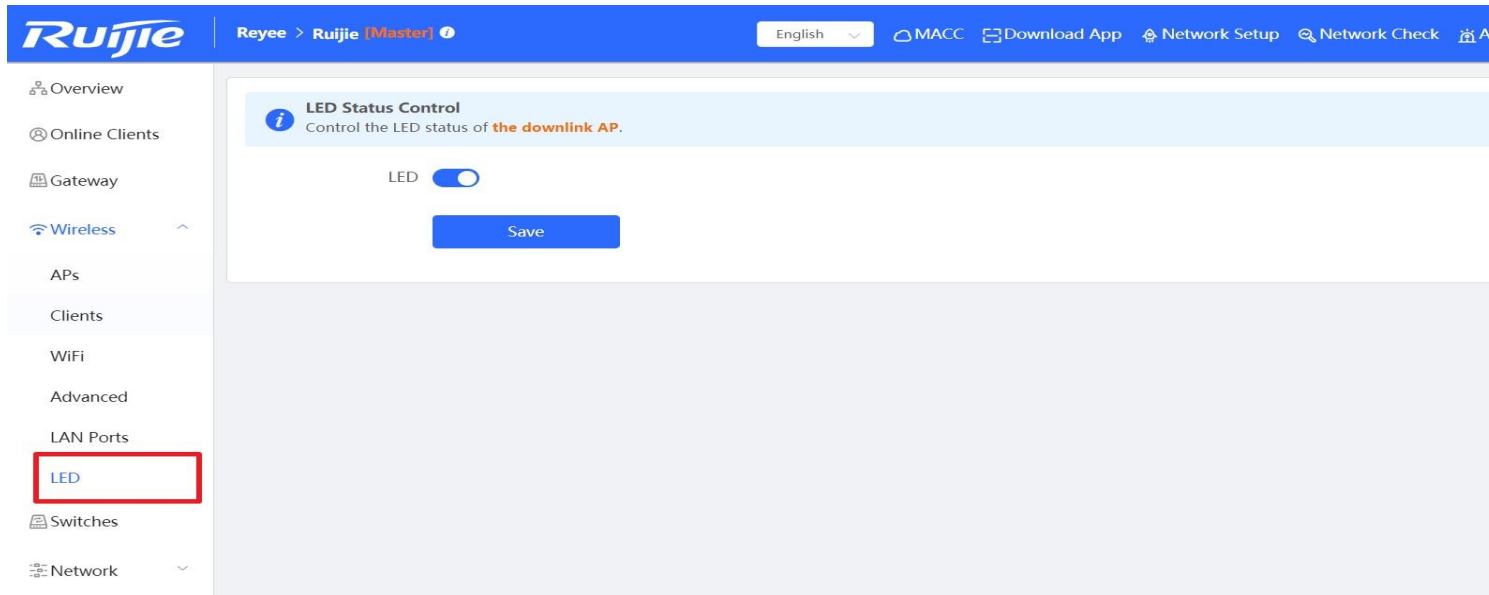 Ruijie
Reyee > Ruijie [Master]
English
MACC
Download App
Network Setup
Network Check
A
Overview
Online Clients
Gateway
Wireless
APs
Clients
WiFi
Advanced
LAN Ports
LED
Switches
Network
LED Status Control
Control the LED status of the downlink AP.
LED
Save